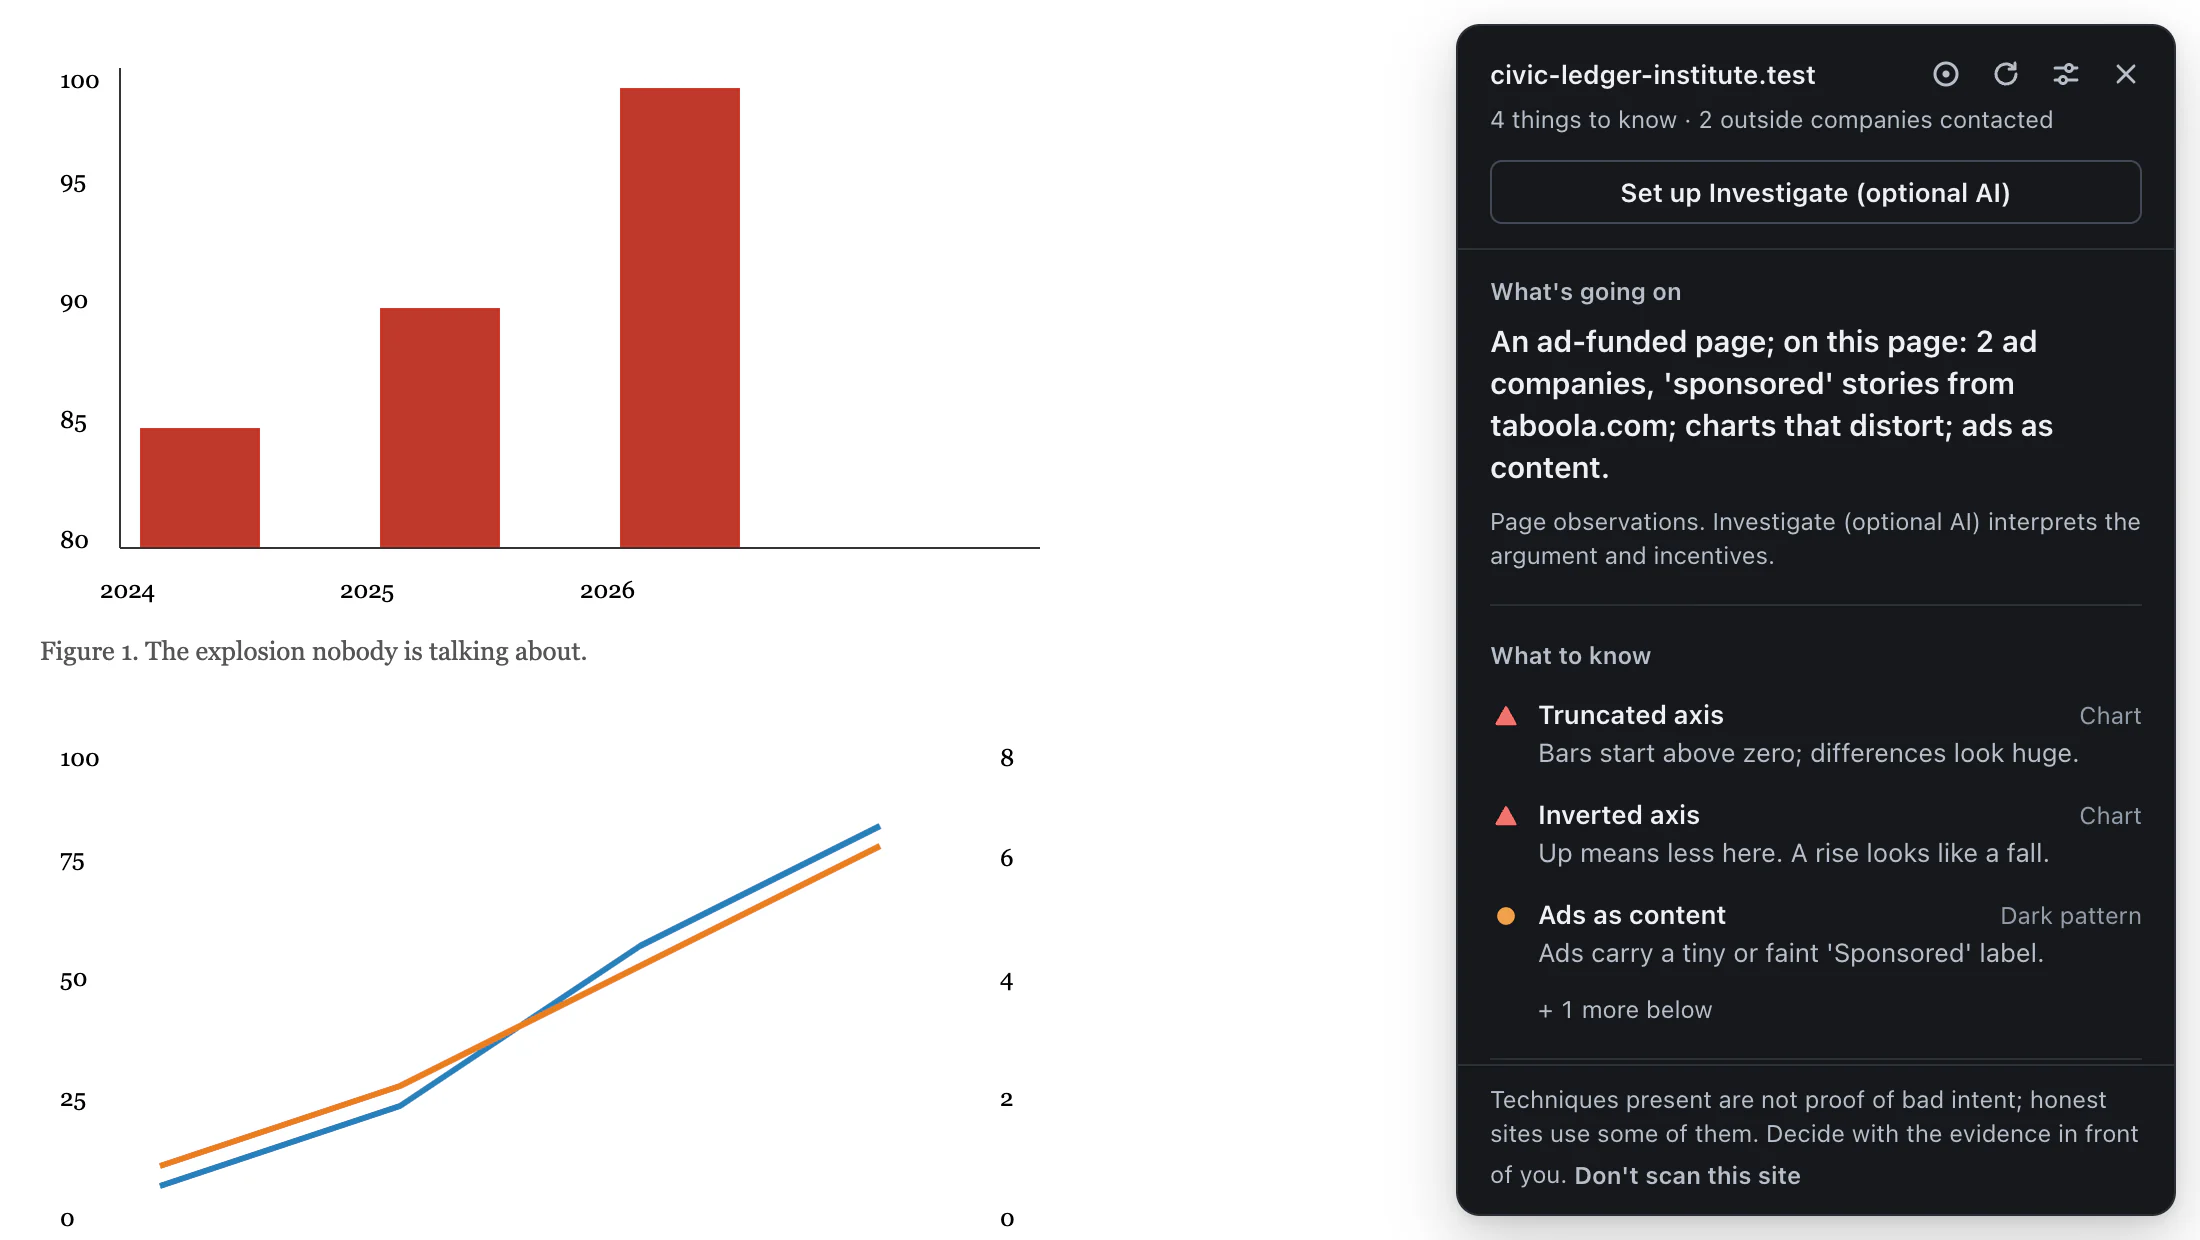 100
95
90
85
80
2024 2025 2026
Figure 1. The explosion nobody is talking about.
100 8
75 6
50 4
25 2
0 0
civic-ledger-institute.test
4 things to know · 2 outside companies contacted
Set up Investigate (optional AI)
What's going on
An ad-funded page; on this page: 2 ad
companies, 'sponsored' stories from
taboola.com; charts that distort; ads as
content.
Page observations. Investigate (optional AI) interprets the
argument and incentives.
What to know
Truncated axis Chart
Bars start above zero; differences look huge.
Inverted axis Chart
Up means less here. A rise looks like a fall.
Ads as content Dark pattern
Ads carry a tiny or faint 'Sponsored' label.
+ 1 more below
Techniques present are not proof of bad intent; honest
sites use some of them. Decide with the evidence in front
of you. Don't scan this site